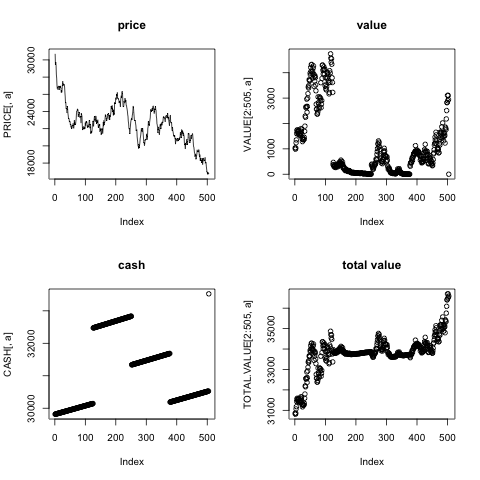 price
PRICE[, a]
18000 24000 30000
0 100 200 300 400 500
Index
value
VALUE[2:505, a]
0 1000 3000
0 100 200 300 400 500
Index
cash
CASH[, a]
30000 32000
0 100 200 300 400 500
Index
total value
TOTAL.VALUE[2:505, a]
31000 33000 35000
0 100 200 300 400 500
Index